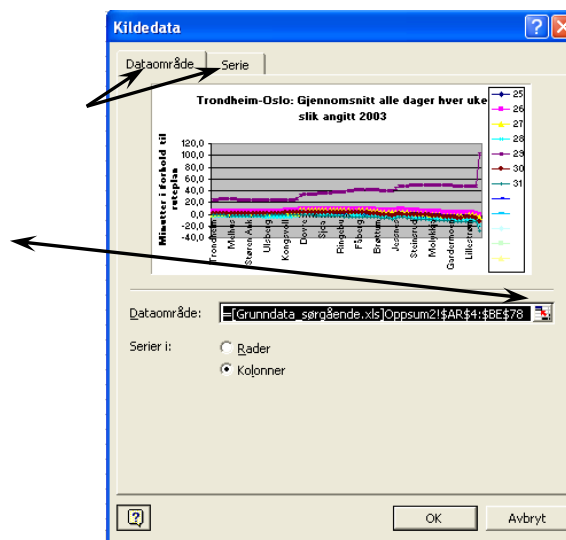 Kildedata
Dataområde
Serie
Trondheim-Oslo: Gjennomsnitt alle dager hver uke
slik angitt 2003
Minutter i forhold til
ruteplan
120,0
100,0
80,0
60,0
40,0
20,0
0,0
-20,0
-40,0
Trondheim
Melhus
Støren Ank
Ulsberg
Kongsvoll
Dovre
Sjoa
Ringebu
Fåberg
Brøttum
Jessnes
Steinsrud
Molykkja
Gardermoen
Lillestrøm
25
26
27
28
29
30
31
Dataområde:
=[Grunndata_sørgående.xls]Oppsum2!$AR$4:$BE$78
Serier i:
Rader
Kolonner
OK
Avbryt